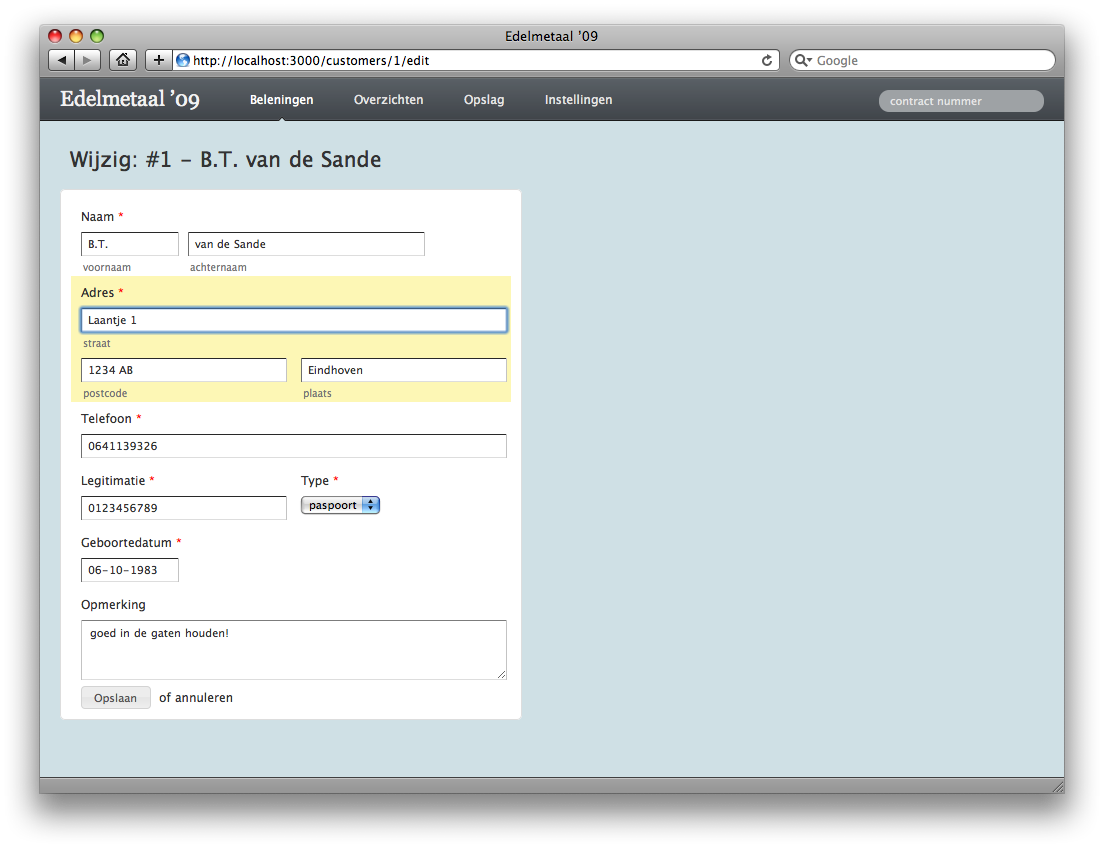 Edelmetaal ’09
http://localhost:3000/customers/1/edit
Google
Edelmetaal ’09 Beleningen Overzichten Opslag Instellingen contract nummer
Wijzig: #1 – B.T. van de Sande
Naam *
B.T. van de Sande
voornaam achternaam
Adres *
Laantje 1
straat
1234 AB Eindhoven
postcode plaats
Telefoon *
0641139326
Legitimatie * Type *
0123456789 paspoort
Geboortedatum *
06-10-1983
Opmerking
goed in de gaten houden!
Opslaan of annuleren